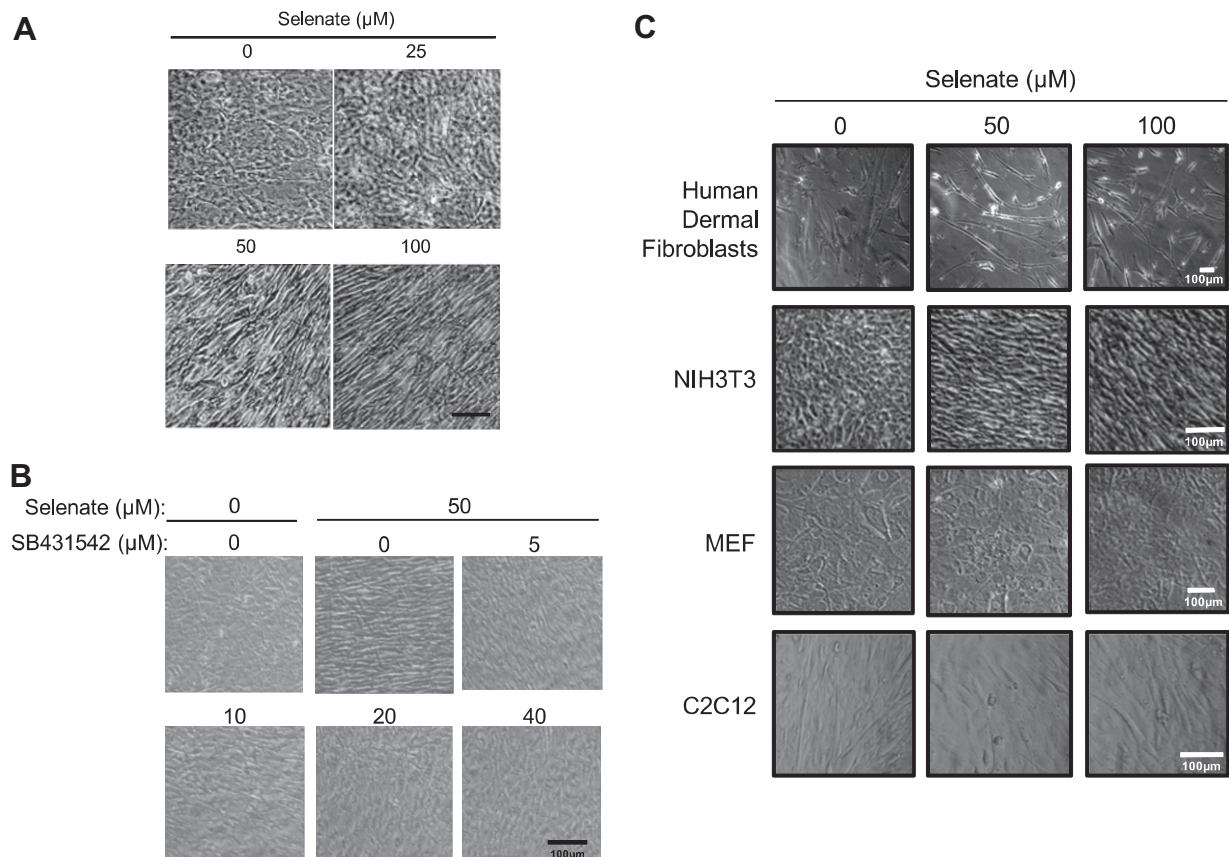 A
Selenate (µM)
0 25
50 100
B
Selenate (µM): 0 50
SB431542 (µM): 0 0 5
10 20 40
100µm
C
Selenate (µM)
0 50 100
Human
Dermal
Fibroblasts
100µm
NIH3T3
100µm
MEF
100µm
C2C12
100µm